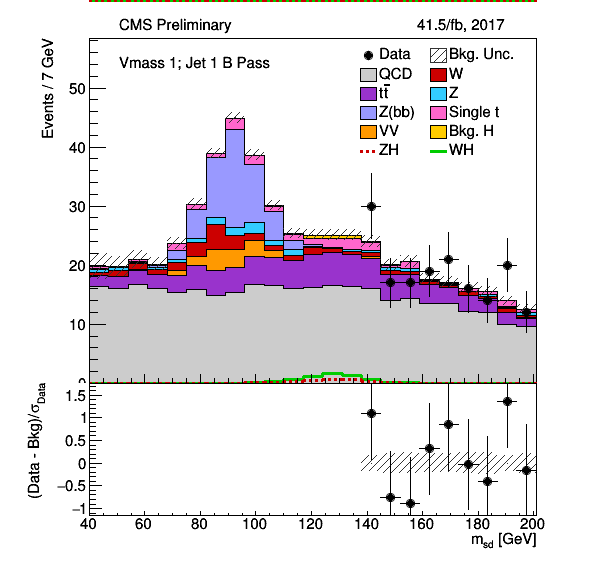 CMS Preliminary 41.5/fb, 2017
Vmass 1; Jet 1 B Pass
Data Bkg. Unc.
QCD W
tt̄ Z
Z(bb) Single t
VV Bkg. H
ZH WH
Events / 7 GeV
50
40
30
20
10
0
(Data - Bkg)/σData
1.5
1
0.5
0
−0.5
−1
40 60 80 100 120 140 160 180 200
msd [GeV]